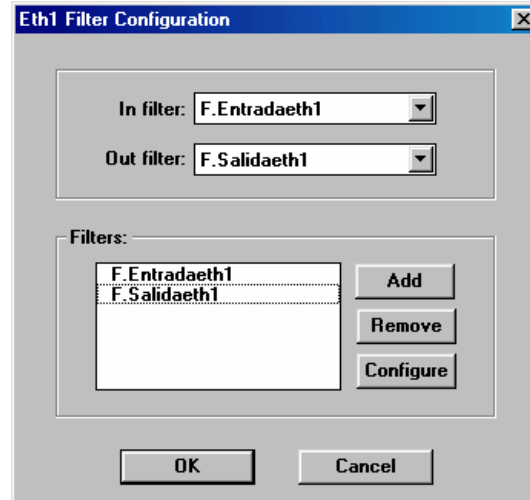 Eth1 Filter Configuration
In filter: F.Entradaeth1
Out filter: F.Salidaeth1
Filters:
F.Entradaeth1
F.Salidaeth1
Add
Remove
Configure
OK
Cancel